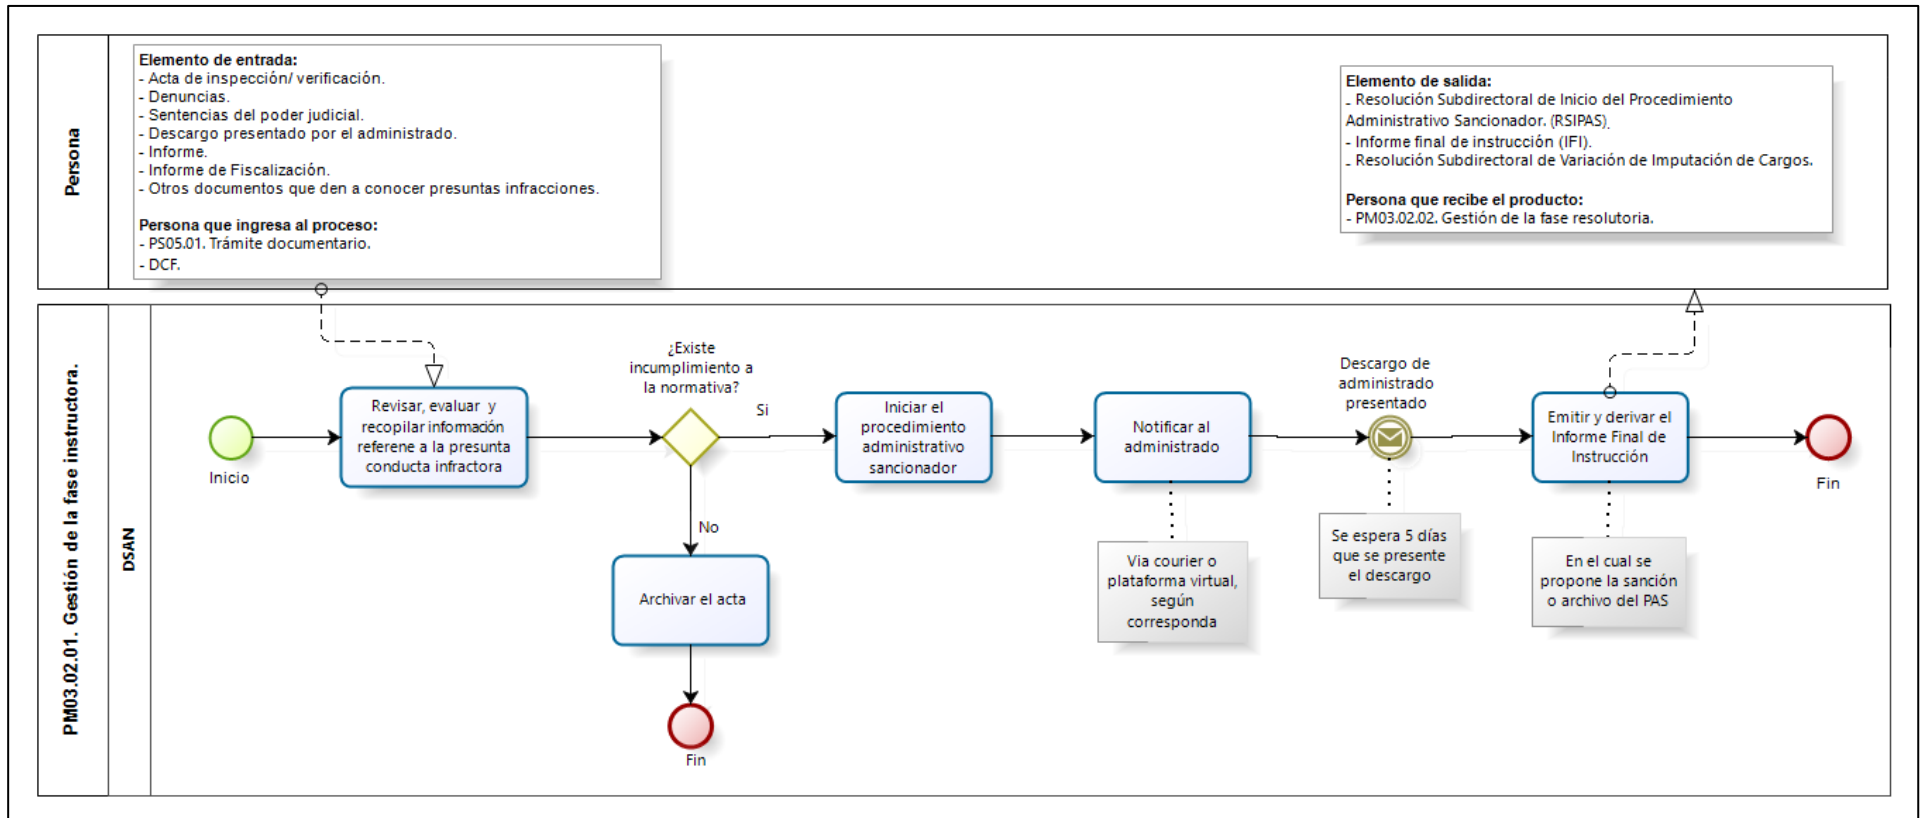 Persona
Elemento de entrada:
- Acta de inspección/ verificación.
- Denuncias.
- Sentencias del poder judicial.
- Descargo presentado por el administrado.
- Informe.
- Informe de Fiscalización.
- Otros documentos que den a conocer presuntas infracciones.
Persona que ingresa al proceso:
- PS05.01. Trámite documentario.
- DCF.
Elemento de salida:
- Resolución Subdirectoral de Inicio del Procedimiento
Administrativo Sancionador. (RSIPAS).
- Informe final de instrucción (IFI).
- Resolución Subdirectoral de Variación de Imputación de Cargos.
Persona que recibe el producto:
- PM03.02.02. Gestión de la fase resolutoria.
PM03.02.01. Gestión de la fase instructora.
DSAN
Inicio
Revisar, evaluar y
recopilar información
referene a la presunta
conducta infractora
¿Existe
incumplimiento a
la normativa?
Si
No
Archivar el acta
Fin
Iniciar el
procedimiento
administrativo
sancionador
Notificar al
administrado
Via courier o
plataforma virtual,
según
corresponda
Descargo de
administrado
presentado
Se espera 5 días
que se presente
el descargo
Emitir y derivar el
Informe Final de
Instrucción
En el cual se
propone la sanción
o archivo del PAS
Fin